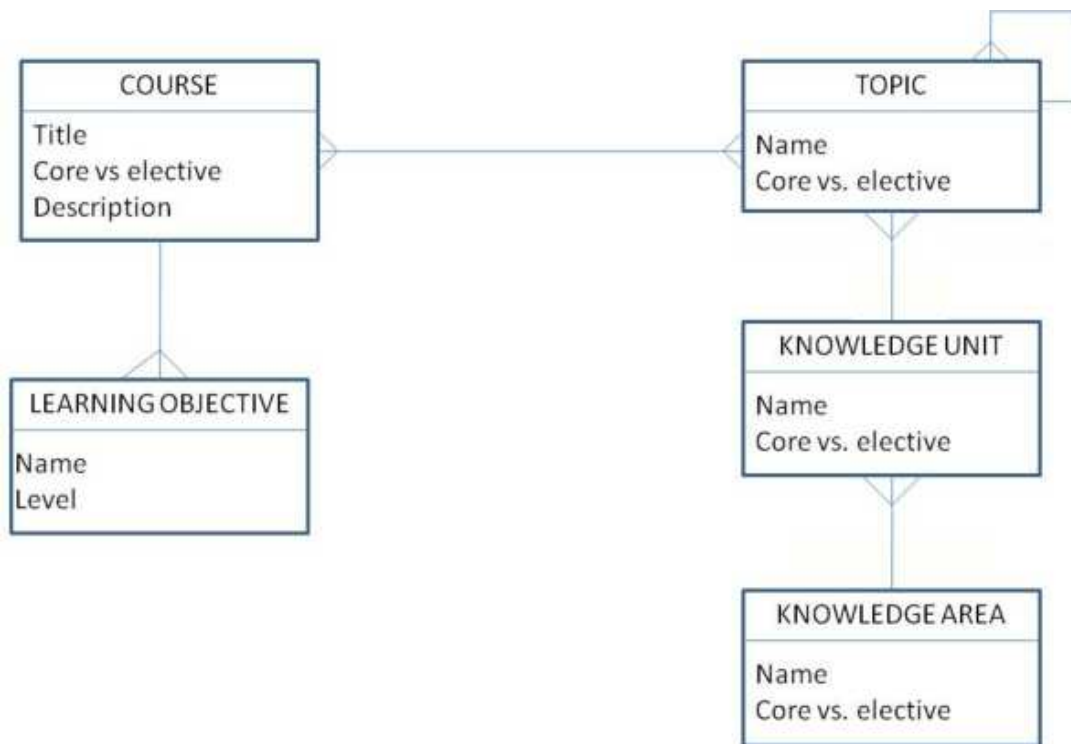 COURSE
Title
Core vs elective
Description
TOPIC
Name
Core vs. elective
LEARNING OBJECTIVE
Name
Level
KNOWLEDGE UNIT
Name
Core vs. elective
KNOWLEDGE AREA
Name
Core vs. elective